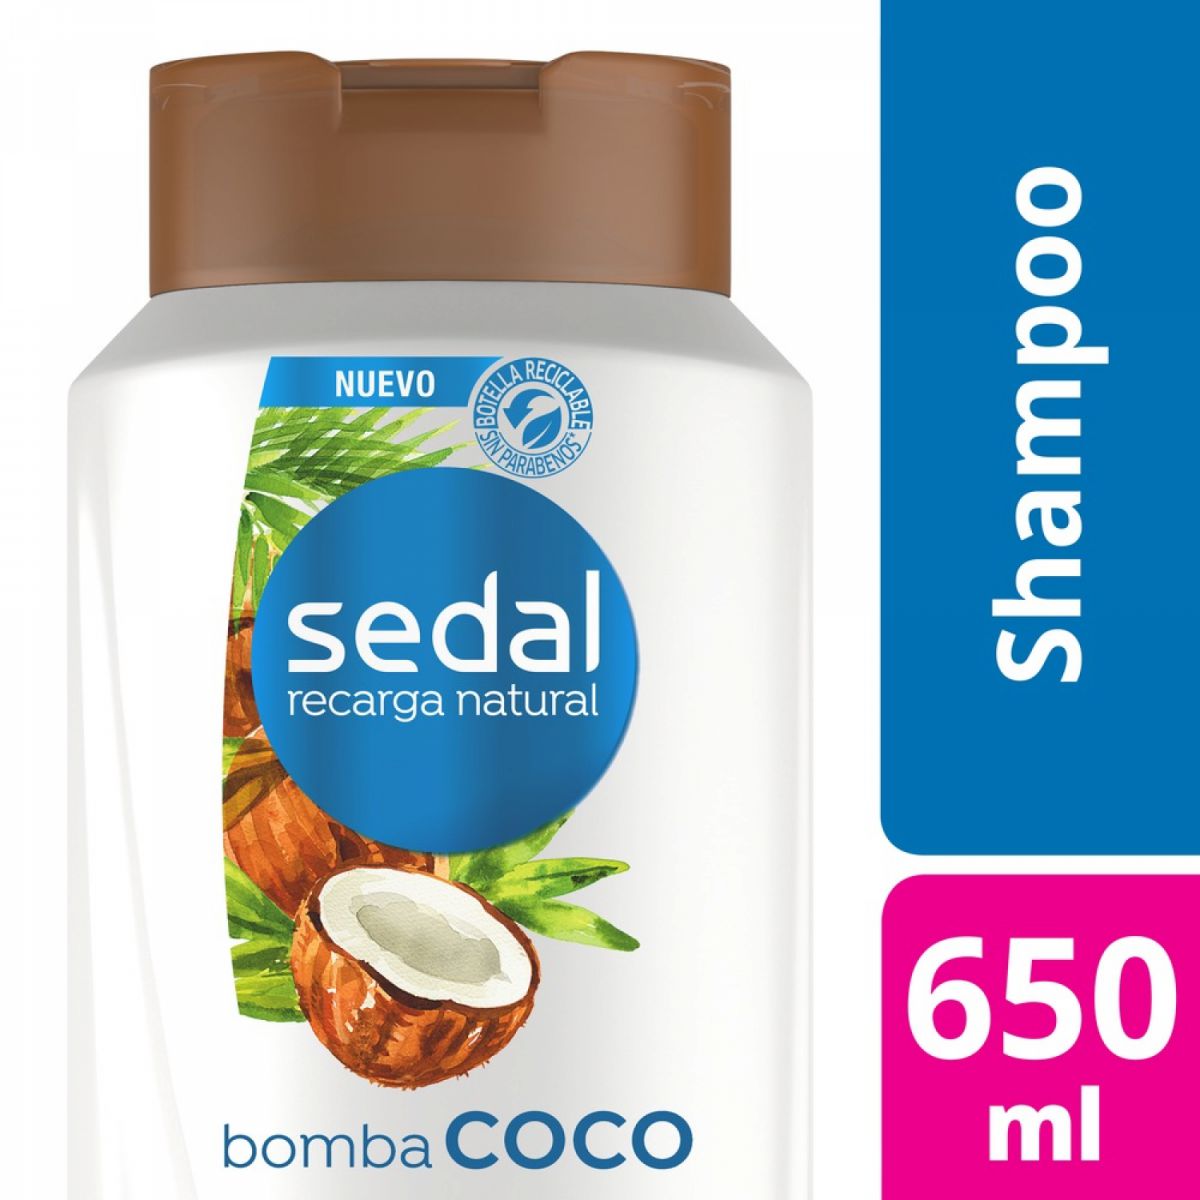 NUEVO
BOTELLA RECICLABLE
SIN PARABENOS*
sedal
recarga natural
bomba COCO
Shampoo
650
ml